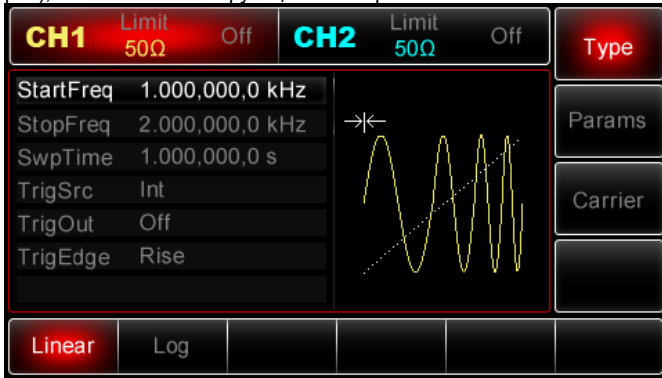 CH1 Limit 50Ω Off CH2 Limit 50Ω Off Type
StartFreq 1.000,000,0 kHz
StopFreq 2.000,000,0 kHz
Params
SwpTime 1.000,000,0 s
TrigSrc Int
Carrier
TrigOut Off
TrigEdge Rise
Linear Log